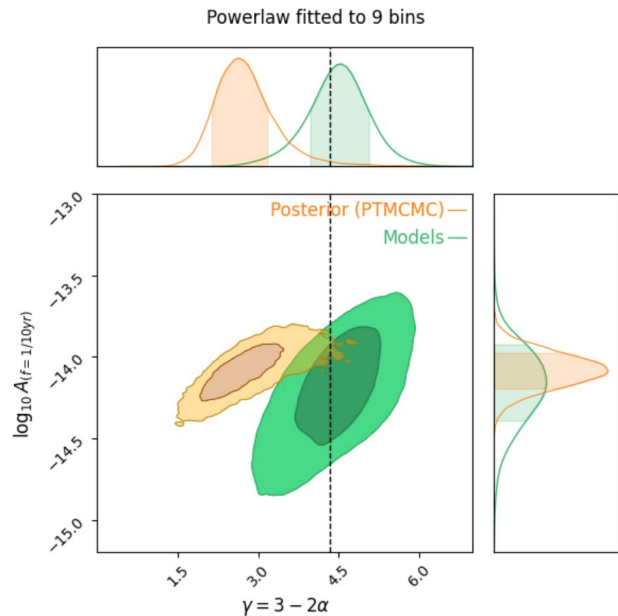 Powerlaw fitted to 9 bins
Posterior (PTMCMC)
Models
-13.0
-13.5
-14.0
-14.5
-15.0
log₁₀ A₍f=1/10yr₎
1.5 3.0 4.5 6.0
γ = 3 − 2α